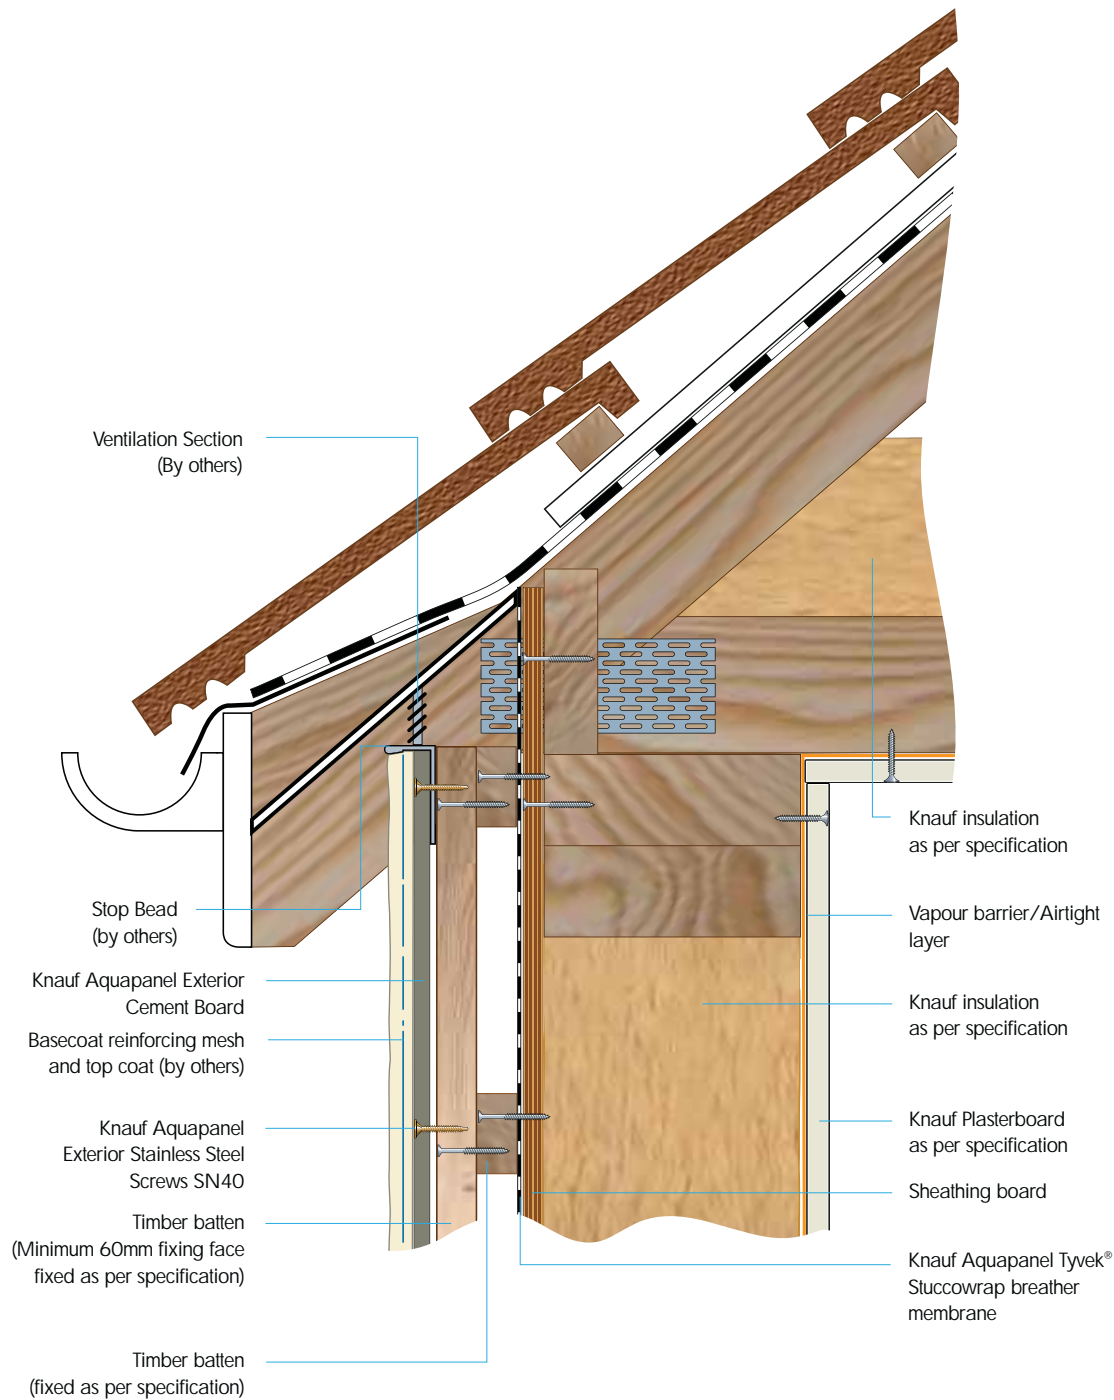 Ventilation Section
(By others)
Stop Bead
(by others)
Knauf Aquapanel Exterior
Cement Board
Basecoat reinforcing mesh
and top coat (by others)
Knauf Aquapanel
Exterior Stainless Steel
Screws SN40
Timber batten
(Minimum 60mm fixing face
fixed as per specification)
Timber batten
(fixed as per specification)
Knauf insulation
as per specification
Vapour barrier/Airtight
layer
Knauf insulation
as per specification
Knauf Plasterboard
as per specification
Sheathing board
Knauf Aquapanel Tyvek®
Stuccowrap breather
membrane